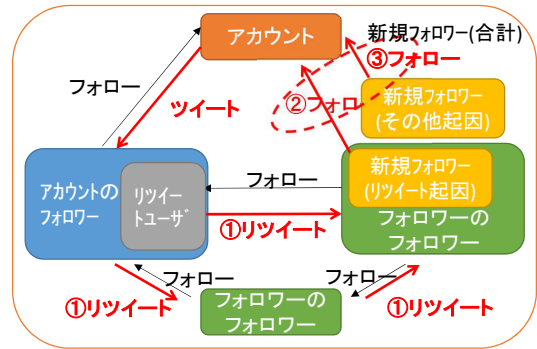 アカウント
新規フォロワー(合計)
③フォロー
フォロー
ツイート
②フォロ
新規フォロワー
(その他起因)
アカウントの
フォロワー
リツイー
トユーザ
フォロー
新規フォロワー
(リツイート起因)
①リツイート
フォロワーの
フォロワー
フォロー
フォロー
①リツイート
フォロワーの
フォロワー
①リツイート